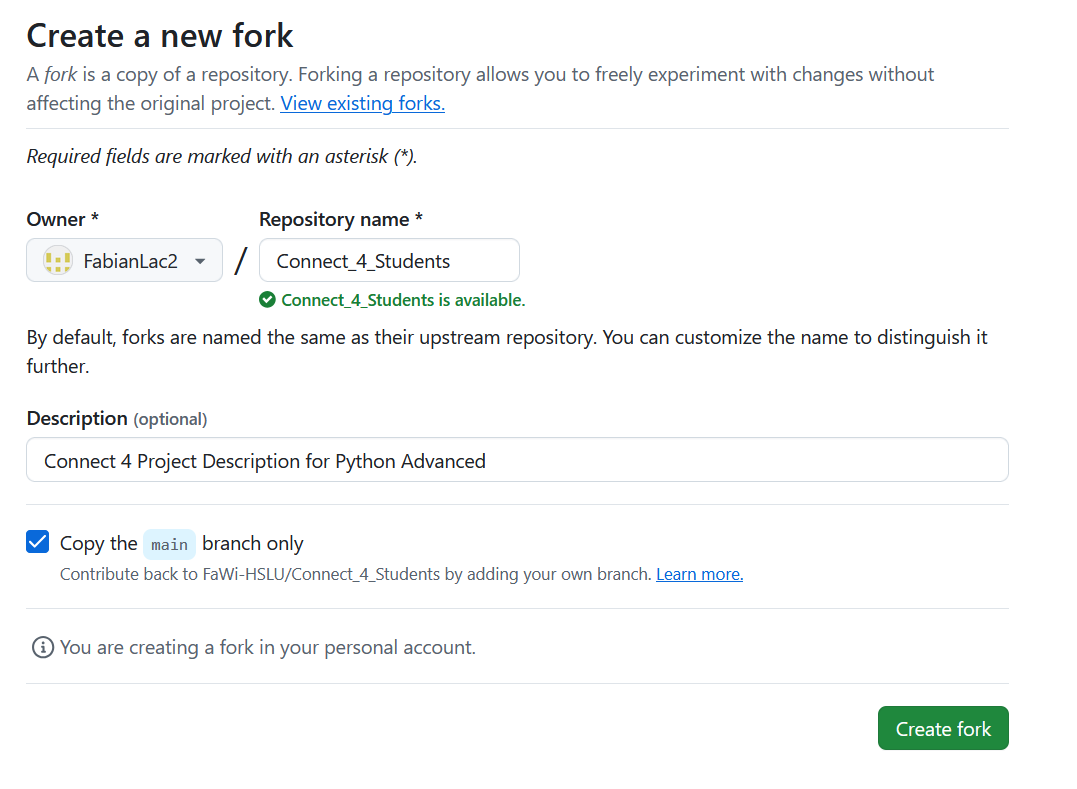 Create a new fork
A fork is a copy of a repository. Forking a repository allows you to freely experiment with changes without
affecting the original project. View existing forks.
Required fields are marked with an asterisk (*).
Owner * Repository name *
FabianLac2 / Connect_4_Students
Connect_4_Students is available.
By default, forks are named the same as their upstream repository. You can customize the name to distinguish it
further.
Description (optional)
Connect 4 Project Description for Python Advanced
Copy the main branch only
Contribute back to FaWi-HSLU/Connect_4_Students by adding your own branch. Learn more.
You are creating a fork in your personal account.
Create fork